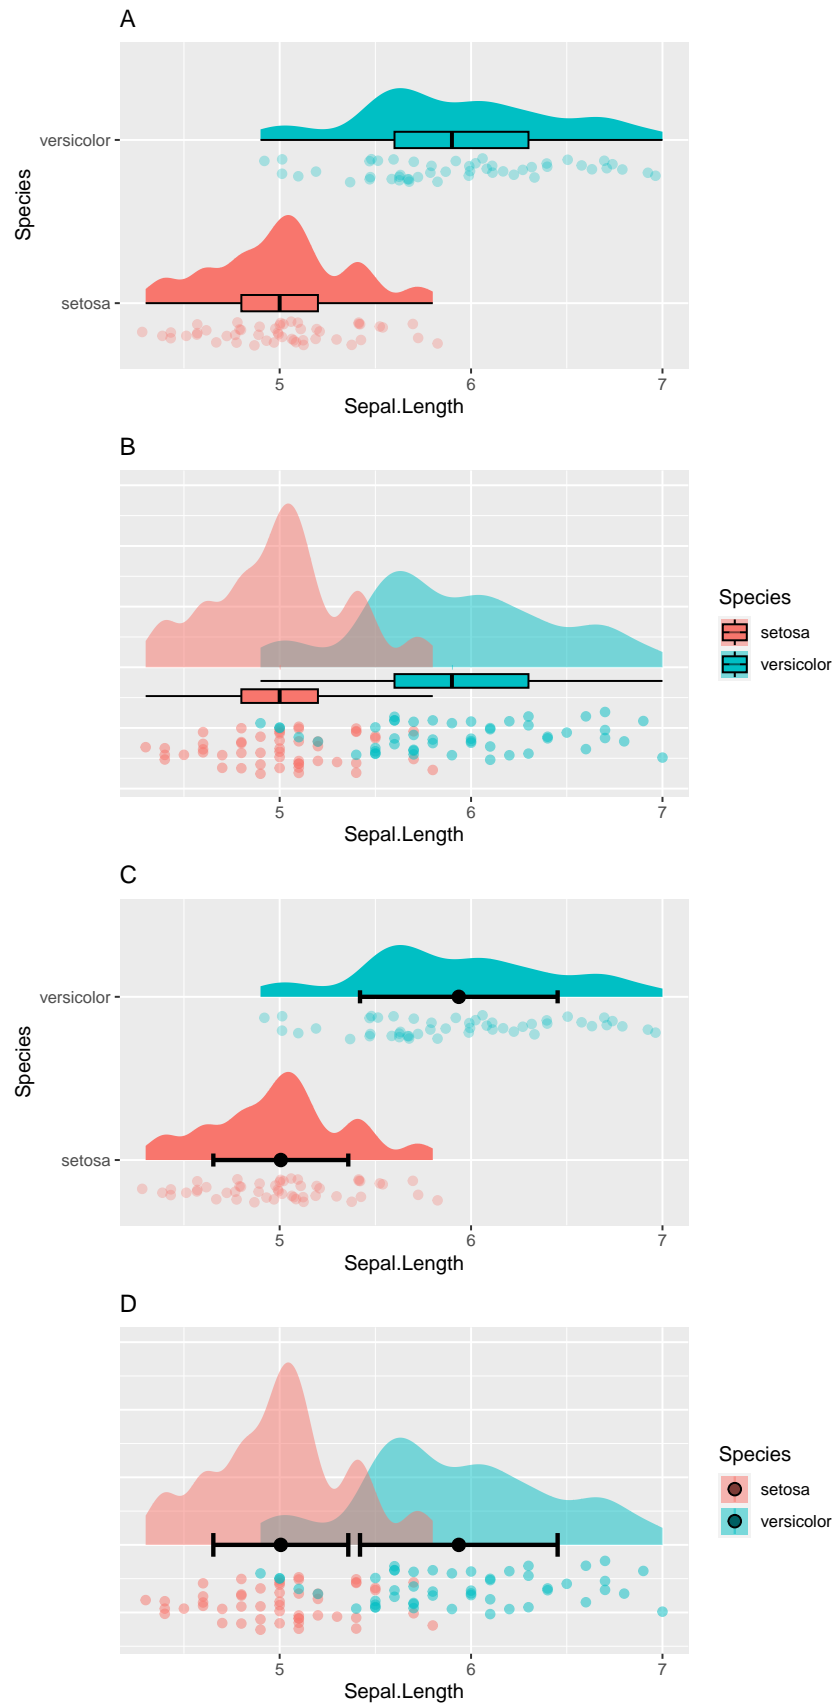 A
versicolor
setosa
Species
5 6 7
Sepal.Length
B
5 6 7
Sepal.Length
Species
setosa
versicolor
C
versicolor
setosa
Species
5 6 7
Sepal.Length
D
5 6 7
Sepal.Length
Species
setosa
versicolor